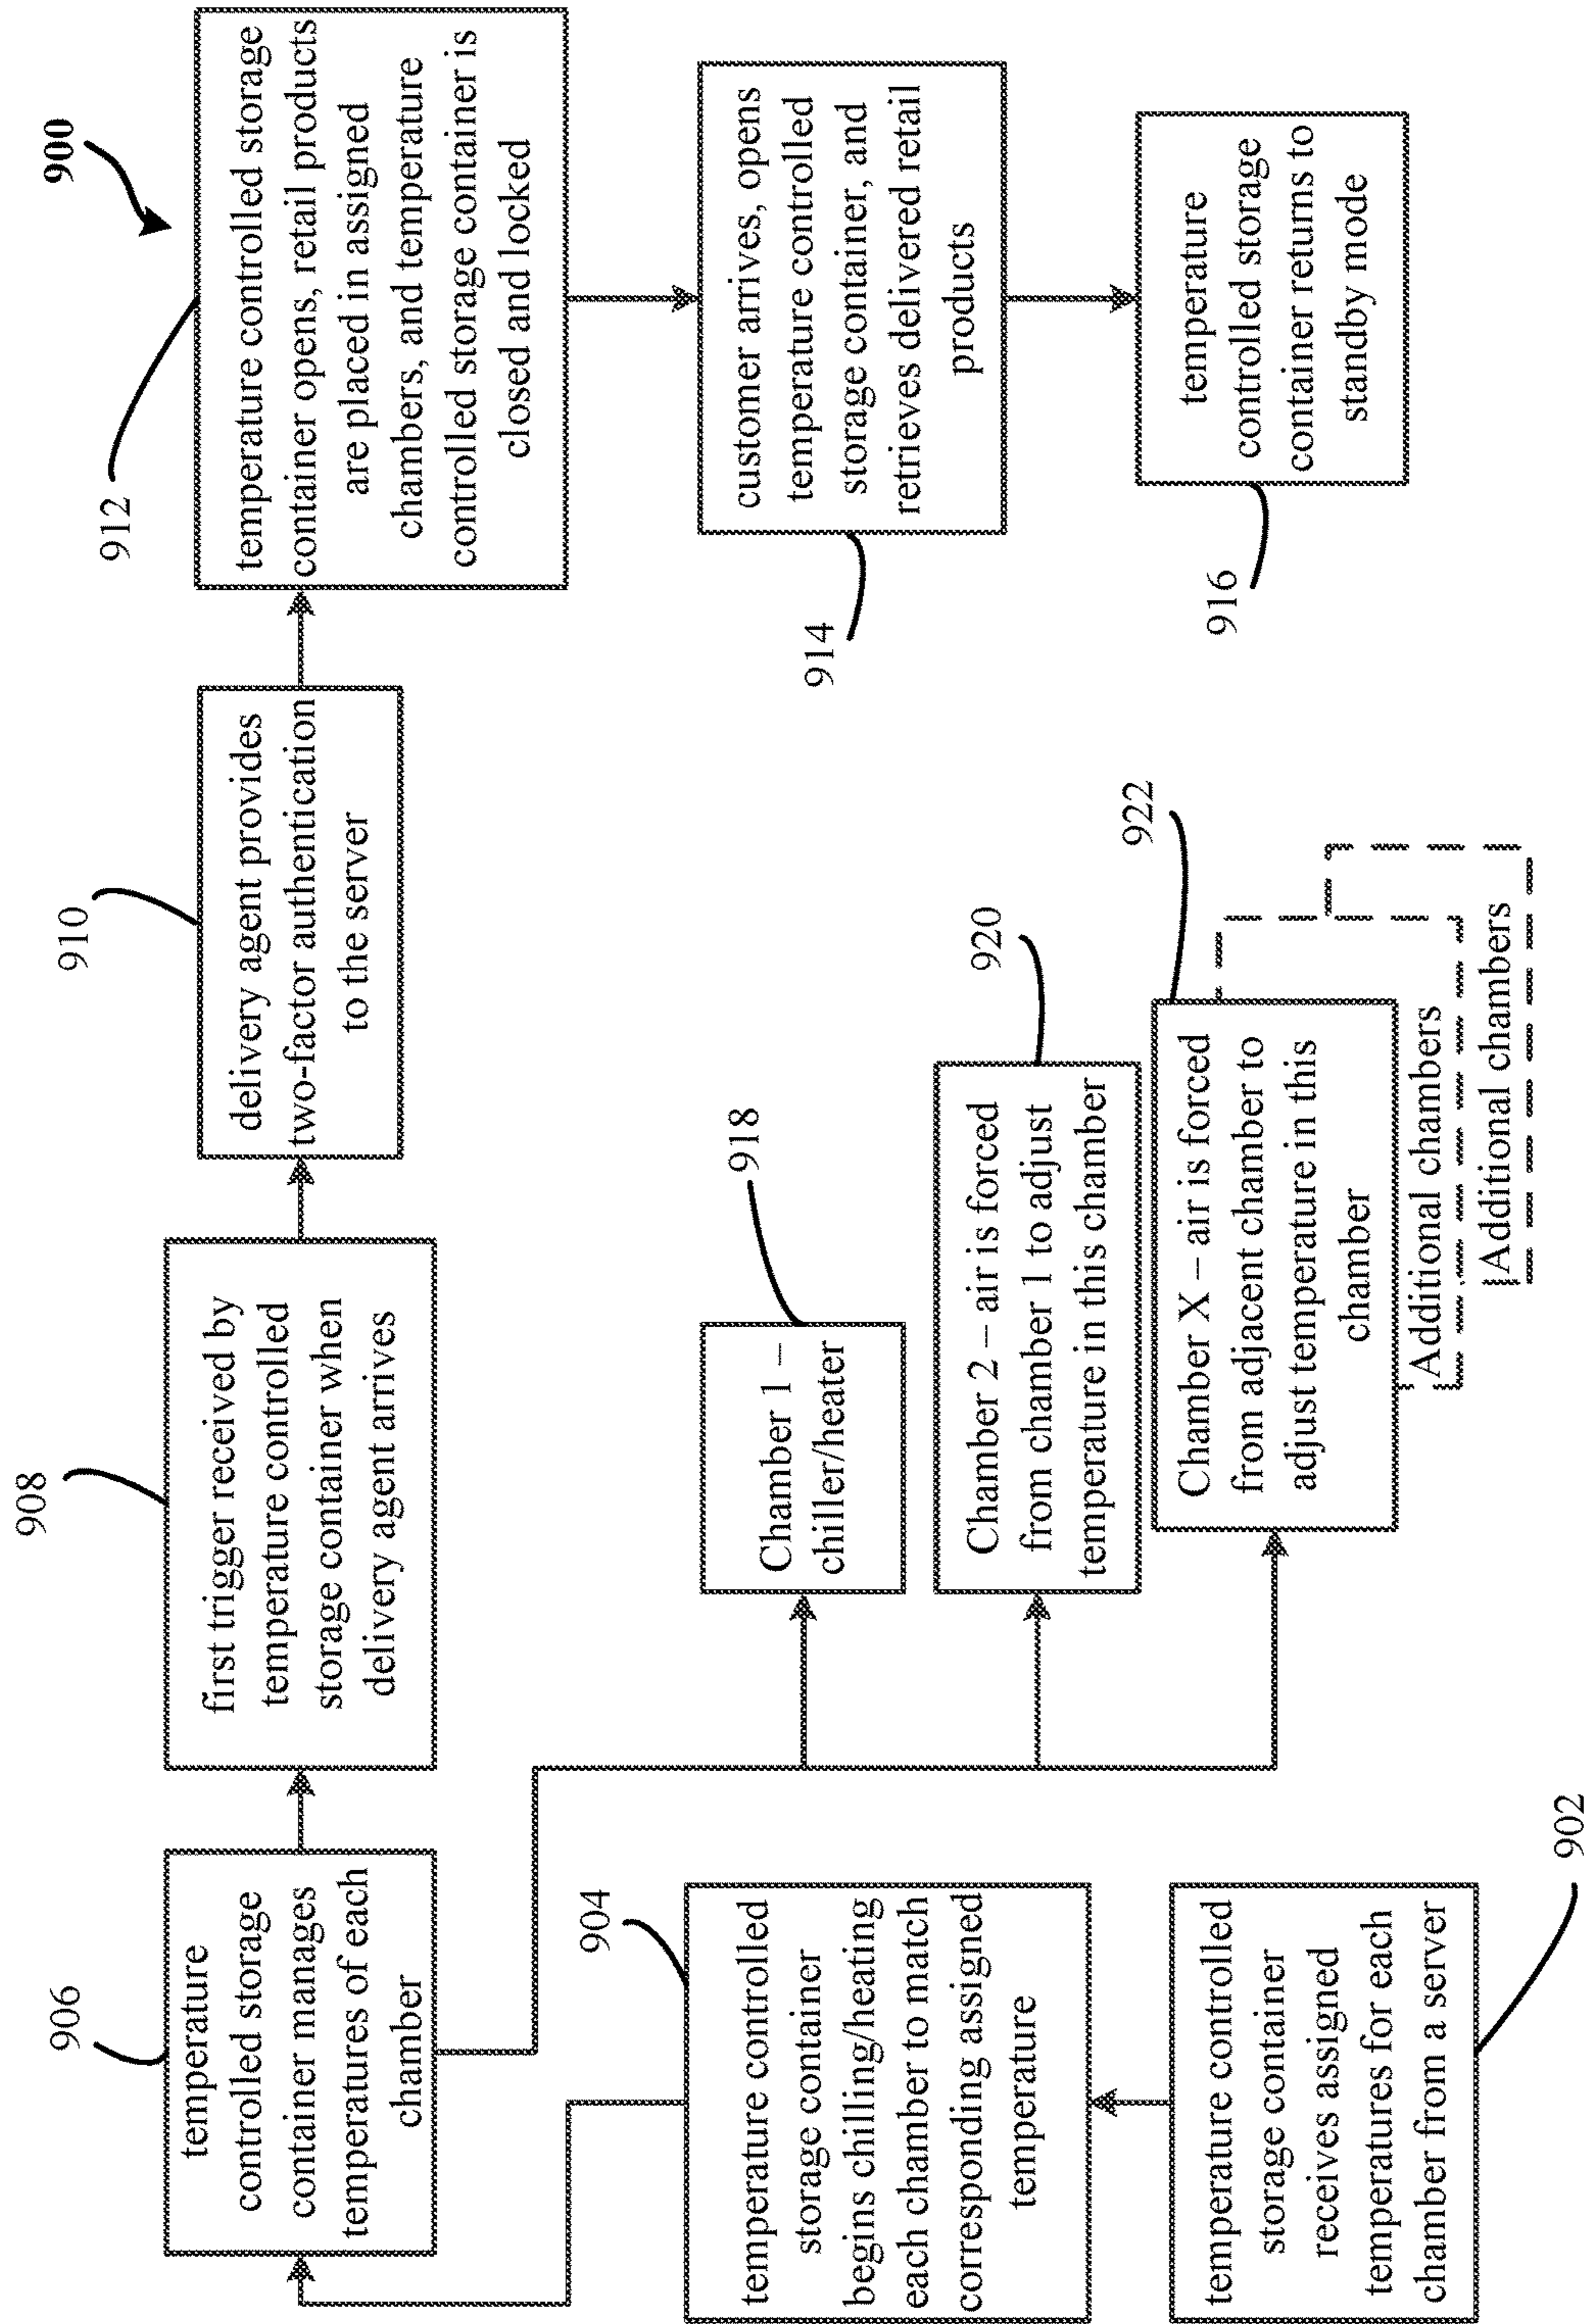 900
902
temperature controlled
storage container
receives assigned
temperatures for each
chamber from a server
904
temperature controlled
storage container
begins chilling/heating
each chamber to match
corresponding assigned
temperature
906
temperature
controlled storage
container manages
temperatures of each
chamber
908
first trigger received by
temperature controlled
storage container when
delivery agent arrives
910
delivery agent provides
two-factor authentication
to the server
912
temperature controlled storage
container opens, retail products
are placed in assigned
chambers, and temperature
controlled storage container is
closed and locked
914
customer arrives, opens
temperature controlled
storage container, and
retrieves delivered retail
products
916
temperature
controlled storage
container returns to
standby mode
918
Chamber 1 –
chiller/heater
920
Chamber 2 – air is forced
from chamber 1 to adjust
temperature in this chamber
922
Chamber X – air is forced
from adjacent chamber to
adjust temperature in this
chamber
Additional chambers
Additional chambers